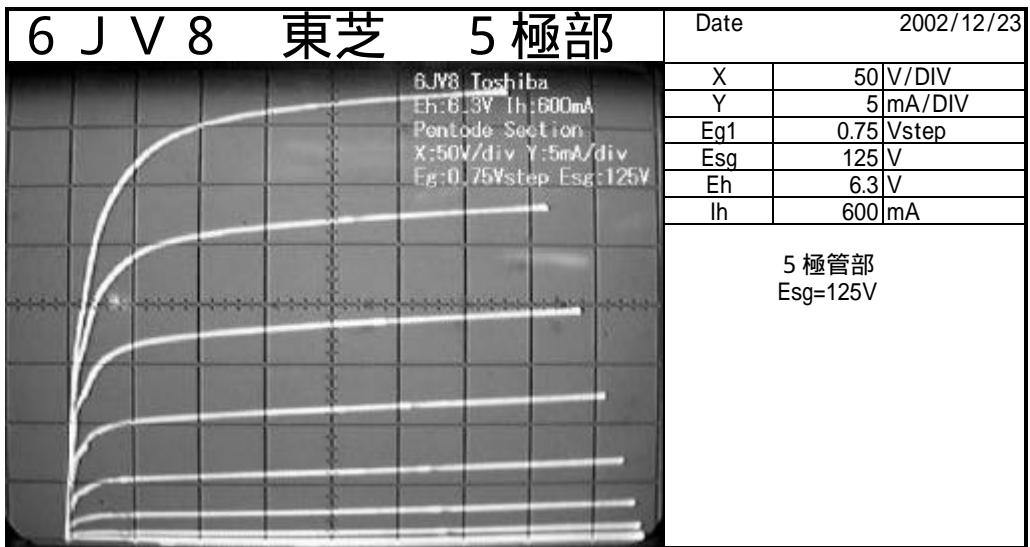 ６ＪＶ８　東芝　５極部
Date 2002/12/23
6JV8 Toshiba
Eh:6.3V Ih:600mA
Pentode Section
X:50V/div Y:5mA/div
Eg:0.75Vstep Esg:125V
X 50 V/DIV
Y 5 mA/DIV
Eg1 0.75 Vstep
Esg 125 V
Eh 6.3 V
Ih 600 mA
５極管部
Esg=125V